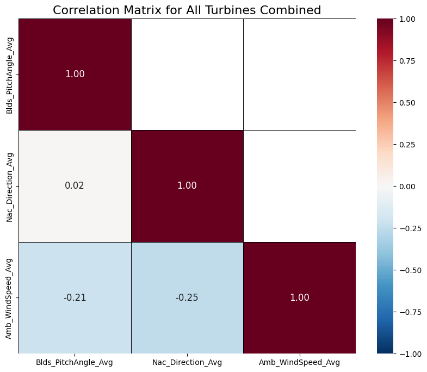 Correlation Matrix for All Turbines Combined
Blds_PitchAngle_Avg
Nac_Direction_Avg
Amb_WindSpeed_Avg
1.00
0.02
1.00
-0.21
-0.25
1.00
Blds_PitchAngle_Avg
Nac_Direction_Avg
Amb_WindSpeed_Avg
1.00
0.75
0.50
0.25
0.00
−0.25
−0.50
−0.75
−1.00